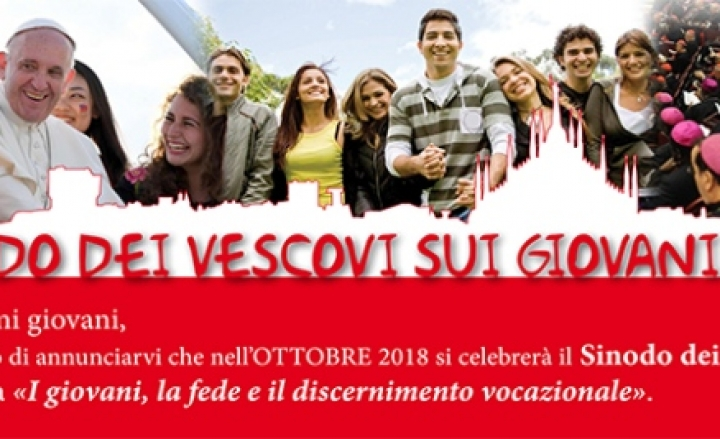 DO DEI VESCOVI SUI GIOVANI
ni giovani,
o di annunciarvi che nell'OTTOBRE 2018 si celebrerà il Sinodo dei
a «I giovani, la fede e il discernimento vocazionale».